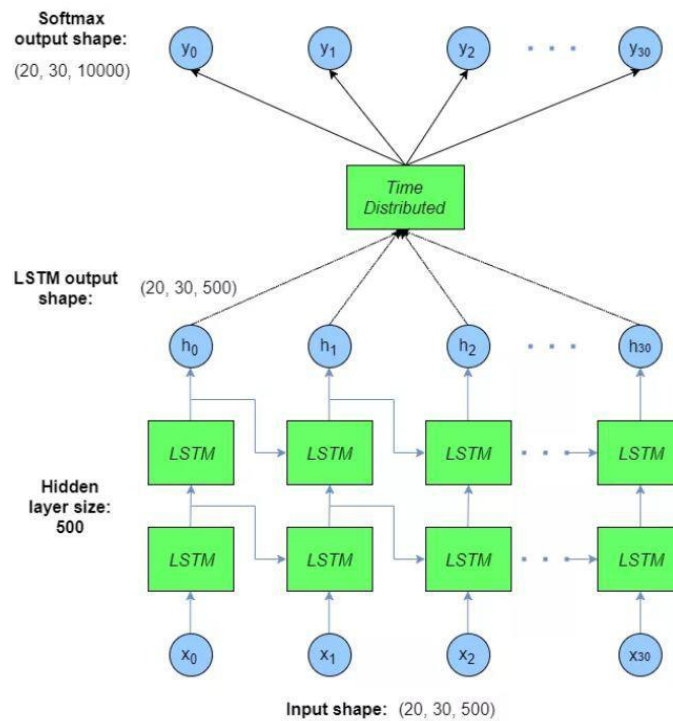 Softmax
output shape:
(20, 30, 10000)
y0 y1 y2 y30
Time
Distributed
LSTM output
shape:
(20, 30, 500)
h0 h1 h2 h30
LSTM LSTM LSTM LSTM
Hidden
layer size:
500
LSTM LSTM LSTM LSTM
x0 x1 x2 x30
Input shape: (20, 30, 500)